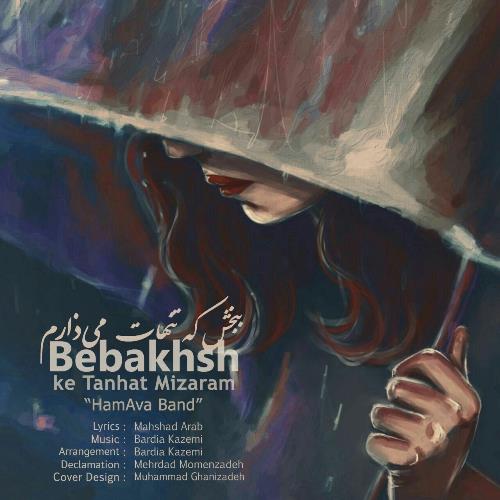 ببخش که تنهات می‌ذارم
Bebakhsh
ke Tanhat Mizaram
“HamAva Band”
Lyrics : Mahshad Arab
Music : Bardia Kazemi
Arrangement : Bardia Kazemi
Declamation : Mehrdad Momenzadeh
Cover Design : Muhammad Ghanizadeh